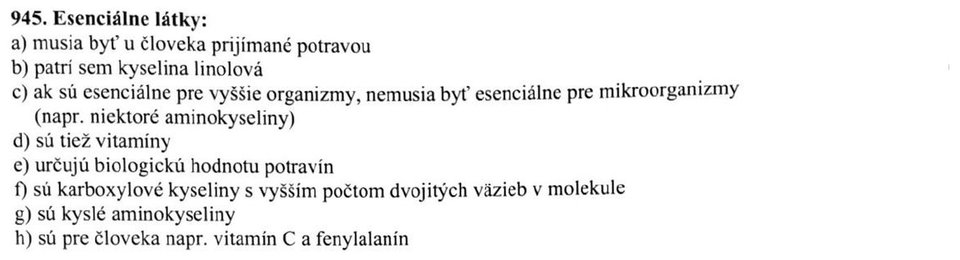 945. Esenciálne látky:
a) musia byť u človeka prijímané potravou
b) patrí sem kyselina linolová
c) ak sú esenciálne pre vyššie organizmy, nemusia byť esenciálne pre mikroorganizmy
(napr. niektoré aminokyseliny)
d) sú tiež vitamíny
e) určujú biologickú hodnotu potravín
f) sú karboxylové kyseliny s vyšším počtom dvojitých väzieb v molekule
g) sú kyslé aminokyseliny
h) sú pre človeka napr. vitamín C a fenylalanín